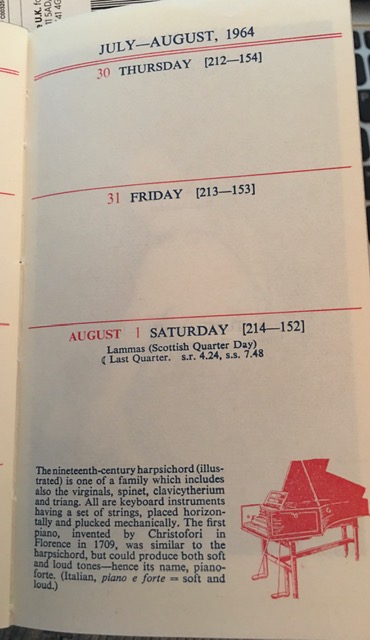 JULY—AUGUST, 1964
30 THURSDAY [212—154]
31 FRIDAY [213—153]
AUGUST 1 SATURDAY [214—152]
Lammas (Scottish Quarter Day)
☾ Last Quarter. s.r. 4.24, s.s. 7.48
The nineteenth-century harpsichord (illus-
trated) is one of a family which includes
also the virginals, spinet, clavicytherium
and triang. All are keyboard instruments
having a set of strings, placed horizon-
tally and plucked mechanically. The first
piano, invented by Christofori in
Florence in 1709, was similar to the
harpsichord, but could produce both soft
and loud tones—hence its name, piano-
forte. (Italian, piano e forte = soft and
loud.)